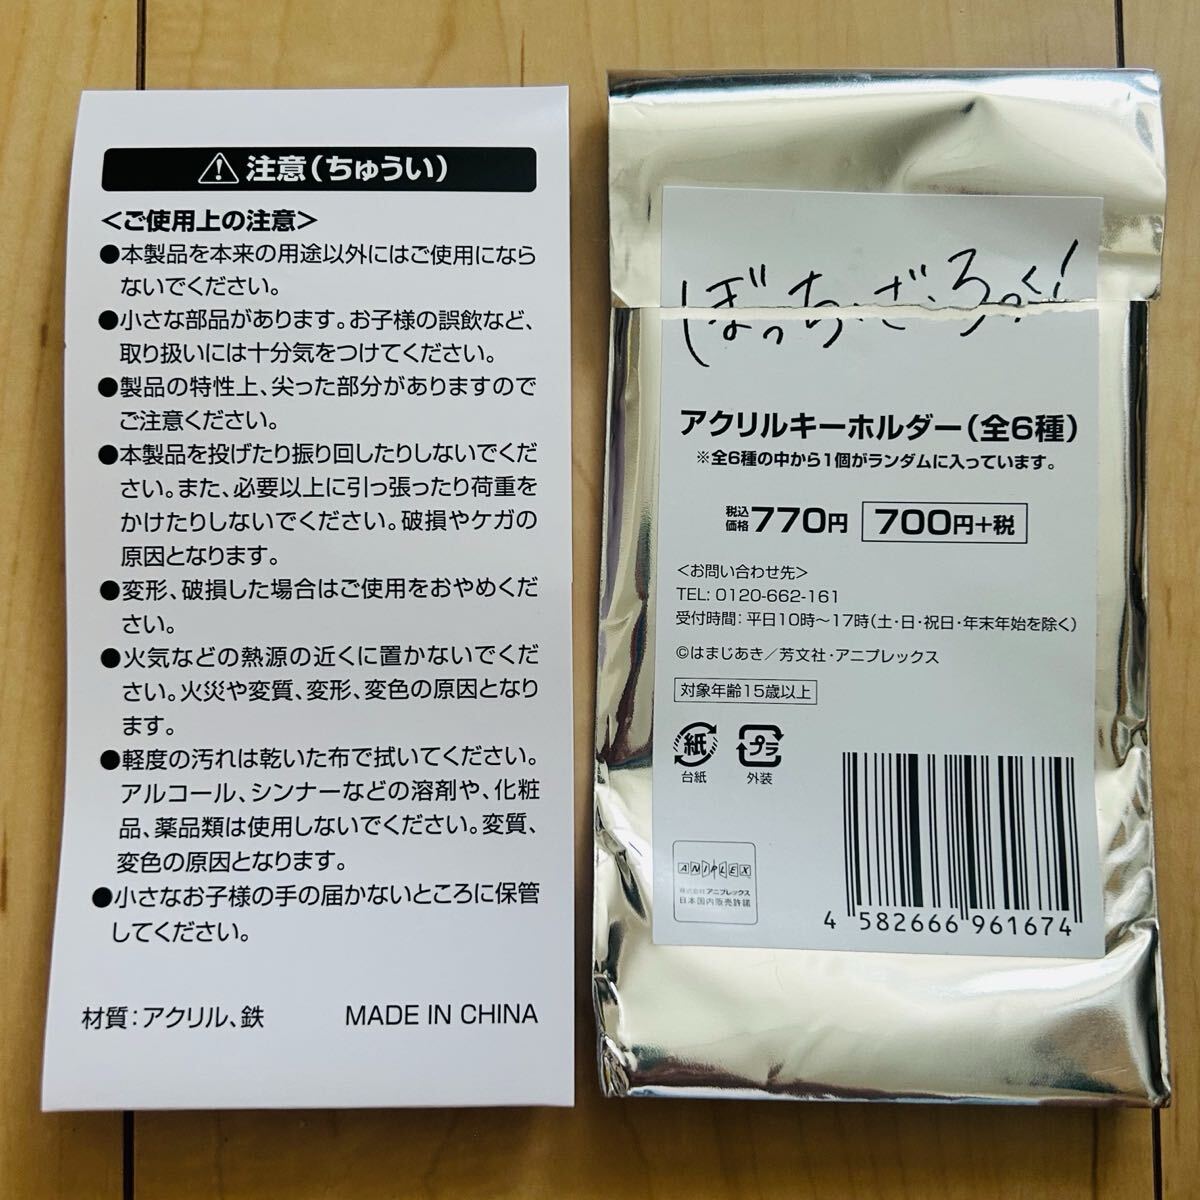 ⚠注意(ちゅうい)
<ご使用上の注意>
●本製品を本来の用途以外にはご使用になら
ないでください。
●小さな部品があります。お子様の誤飲など、
取り扱いには十分気をつけてください。
●製品の特性上、尖った部分がありますので
ご注意ください。
●本製品を投げたり振り回したりしないでくだ
さい。また、必要以上に引っ張ったり荷重を
かけたりしないでください。破損やケガの
原因となります。
●変形、破損した場合はご使用をおやめくだ
さい。
●火気などの熱源の近くに置かないでくだ
さい。火災や変質、変形、変色の原因となり
ます。
●軽度の汚れは乾いた布で拭いてください。
アルコール、シンナーなどの溶剤や、化粧
品、薬品類は使用しないでください。変質、
変色の原因となります。
●小さなお子様の手の届かないところに保管
してください。
材質:アクリル、鉄 MADE IN CHINA
ぼっち・ざ・ろっく!
アクリルキーホルダー(全6種)
※全6種の中から1個がランダムに入っています。
税込価格770円 700円+税
<お問い合わせ先>
TEL: 0120-662-161
受付時間:平日10時~17時(土・日・祝日・年末年始を除く)
©はまじあき/芳文社・アニプレックス
対象年齢15歳以上
紙 プラ
台紙 外装
ANIPLEX
株式会社アニプレックス
日本国内販売許諾
4 582666 961674